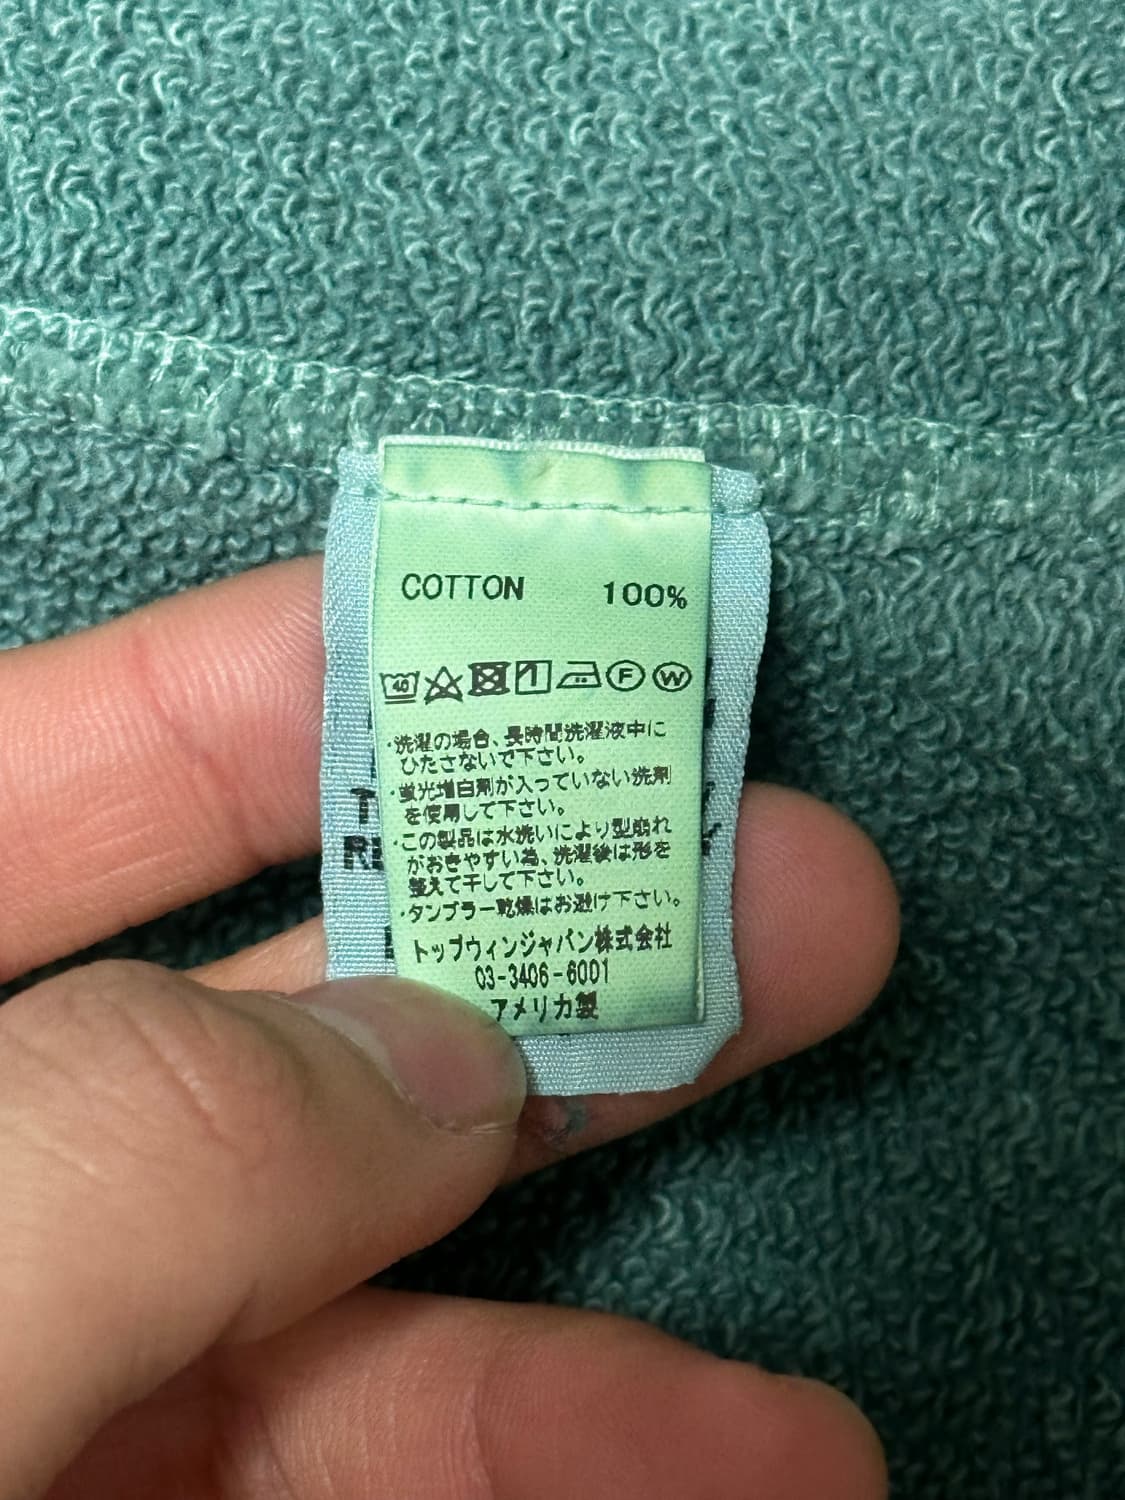 COTTON 100%
40
F W
・洗濯の場合、長時間洗濯液中に
ひたさないで下さい。
・蛍光増白剤が入っていない洗剤
を使用して下さい。
・この製品は水洗いにより型崩れ
がおきやすい為、洗濯後は形を
整えて干して下さい。
・タンブラー乾燥はお避け下さい。
トップウィンジャパン株式会社
03-3406-6001
アメリカ製